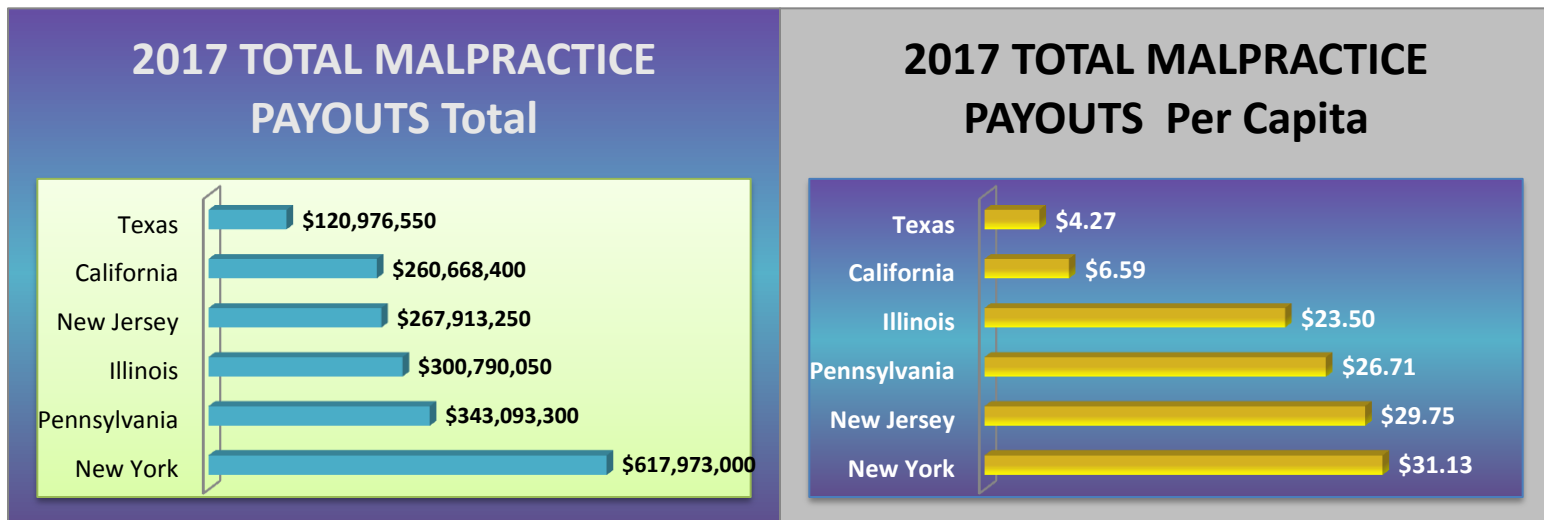 2017 TOTAL MALPRACTICE
PAYOUTS Total
Texas $120,976,550
California $260,668,400
New Jersey $267,913,250
Illinois $300,790,050
Pennsylvania $343,093,300
New York $617,973,000
2017 TOTAL MALPRACTICE
PAYOUTS Per Capita
Texas $4.27
California $6.59
Illinois $23.50
Pennsylvania $26.71
New Jersey $29.75
New York $31.13